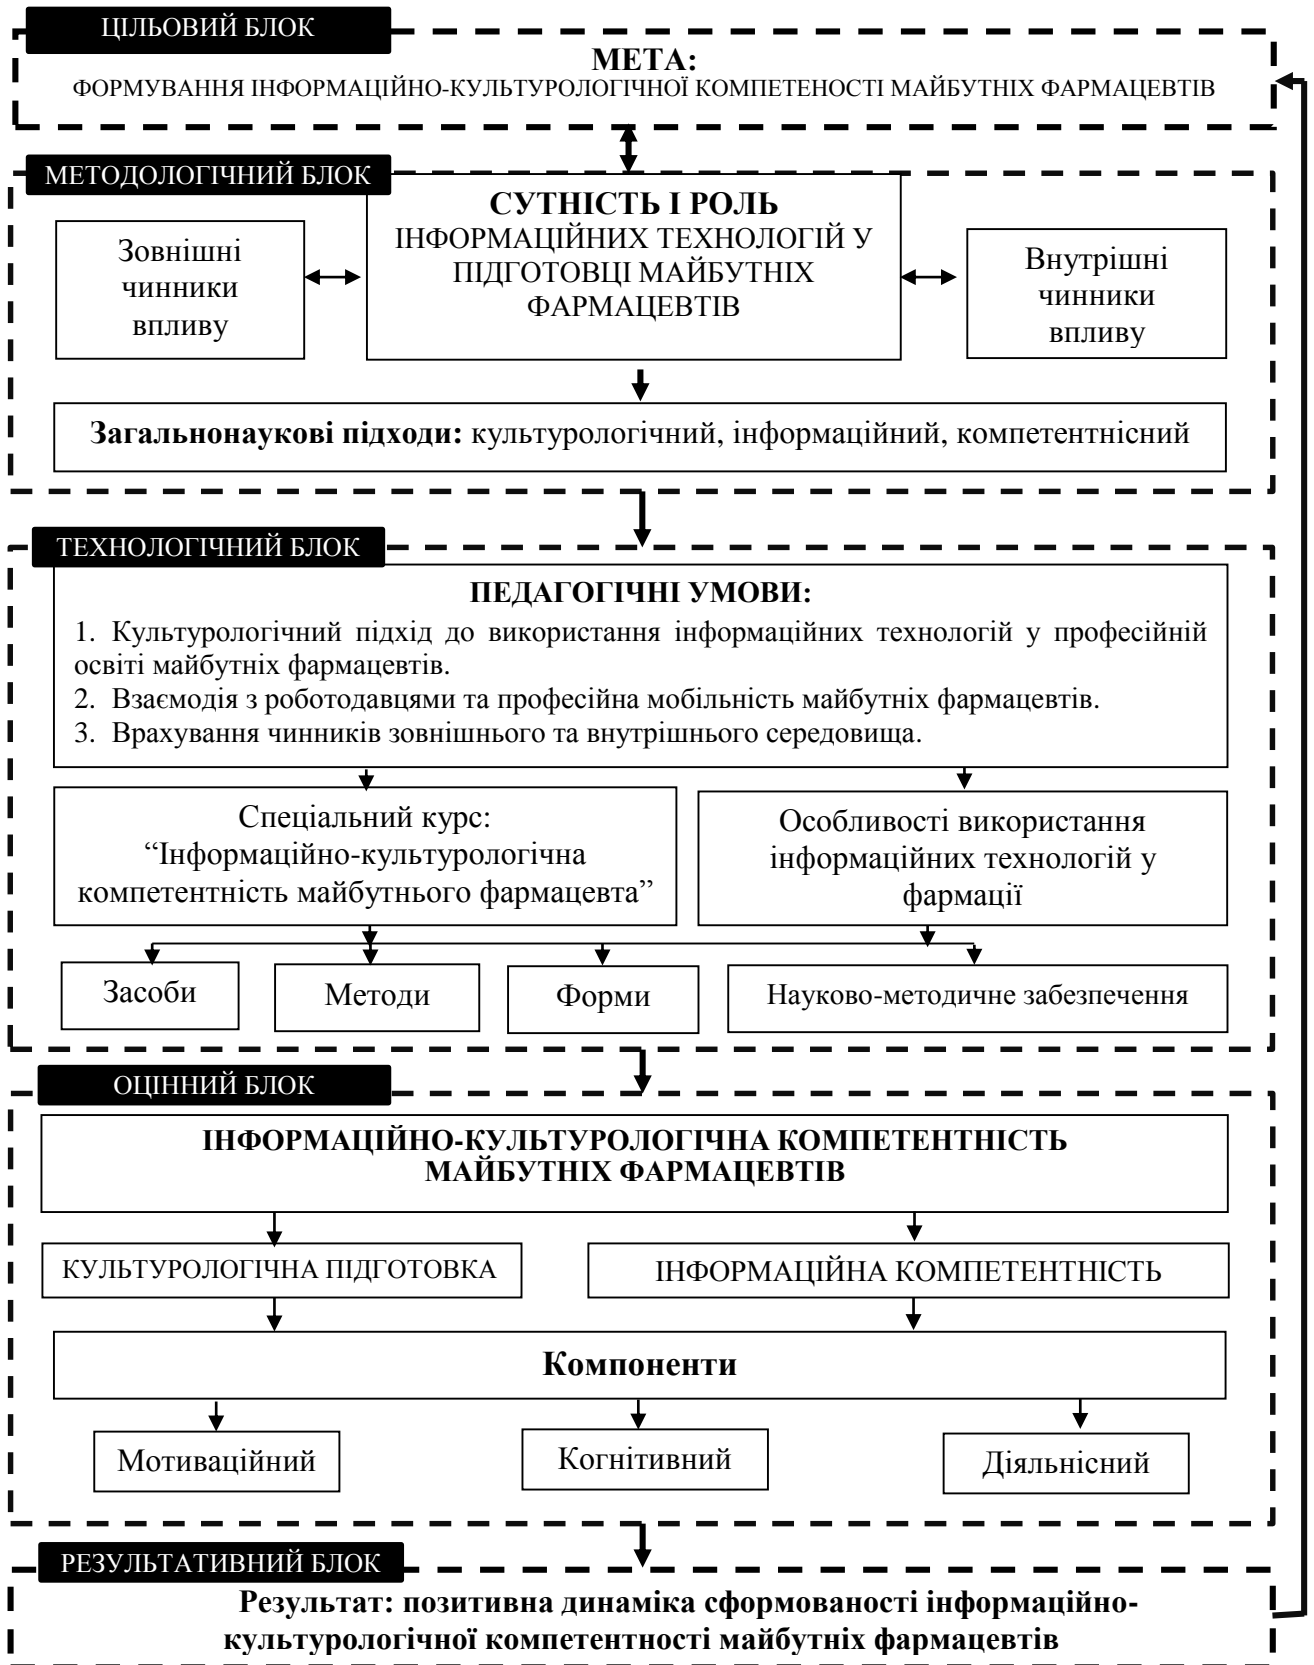 ЦІЛЬОВИЙ БЛОК
МЕТА:
ФОРМУВАННЯ ІНФОРМАЦІЙНО-КУЛЬТУРОЛОГІЧНОЇ КОМПЕТЕНОСТІ МАЙБУТНІХ ФАРМАЦЕВТІВ
МЕТОДОЛОГІЧНИЙ БЛОК
Зовнішні
чинники
впливу
СУТНІСТЬ І РОЛЬ
ІНФОРМАЦІЙНИХ ТЕХНОЛОГІЙ У
ПІДГОТОВЦІ МАЙБУТНІХ
ФАРМАЦЕВТІВ
Внутрішні
чинники
впливу
Загальнонаукові підходи: культурологічний, інформаційний, компетентнісний
ТЕХНОЛОГІЧНИЙ БЛОК
ПЕДАГОГІЧНІ УМОВИ:
1. Культурологічний підхід до використання інформаційних технологій у професійній
освіті майбутніх фармацевтів.
2. Взаємодія з роботодавцями та професійна мобільність майбутніх фармацевтів.
3. Врахування чинників зовнішнього та внутрішнього середовища.
Спеціальний курс:
“Інформаційно-культурологічна
компетентність майбутнього фармацевта”
Особливості використання
інформаційних технологій у
фармації
Засоби
Методи
Форми
Науково-методичне забезпечення
ОЦІННИЙ БЛОК
ІНФОРМАЦІЙНО-КУЛЬТУРОЛОГІЧНА КОМПЕТЕНТНІСТЬ
МАЙБУТНІХ ФАРМАЦЕВТІВ
КУЛЬТУРОЛОГІЧНА ПІДГОТОВКА
ІНФОРМАЦІЙНА КОМПЕТЕНТНІСТЬ
Компоненти
Мотиваційний
Когнітивний
Діяльнісний
РЕЗУЛЬТАТИВНИЙ БЛОК
Результат: позитивна динаміка сформованості інформаційно-
культурологічної компетентності майбутніх фармацевтів